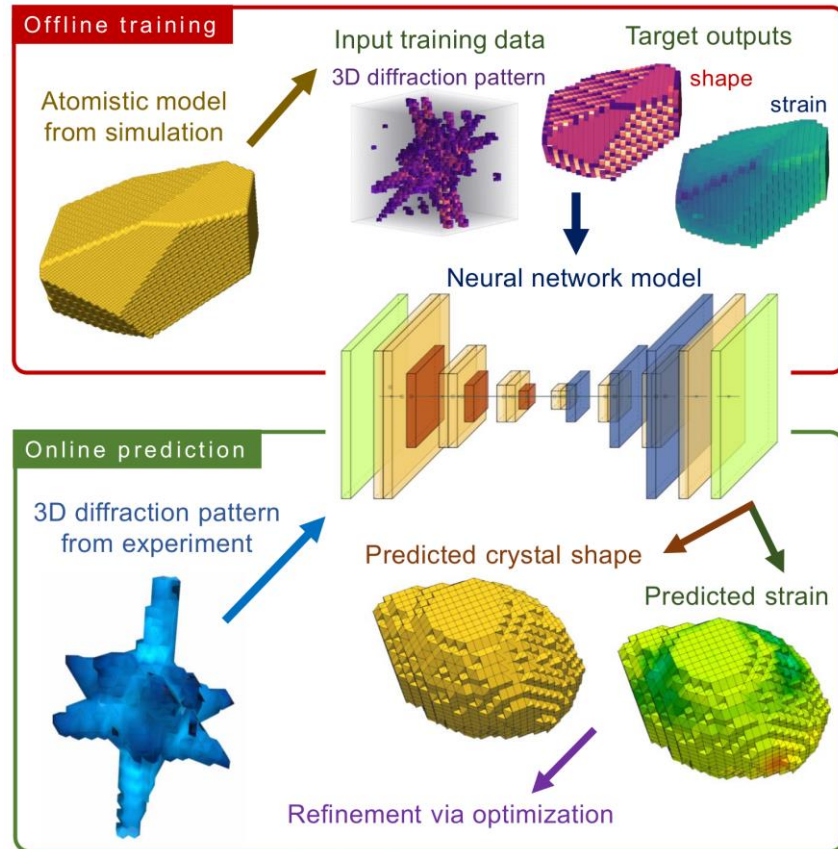 Offline training
Input training data
Target outputs
3D diffraction pattern
shape
Atomistic model
from simulation
strain
Neural network model
Online prediction
3D diffraction pattern
from experiment
Predicted crystal shape
Predicted strain
Refinement via optimization